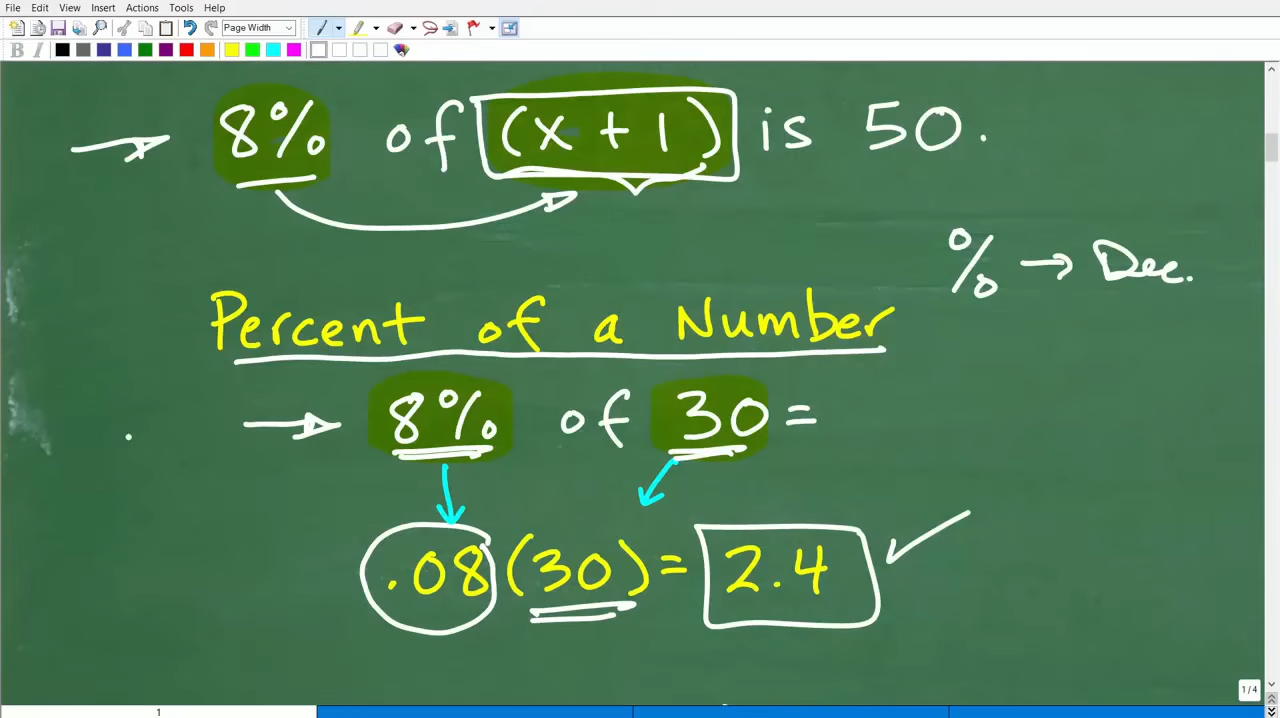 File Edit View Insert Actions Tools Help
Page Width
B I
8% of (x + 1) is 50.
% → Dec.
Percent of a Number
→ 8% of 30 =
.08 (30) = 2.4
1/4
1